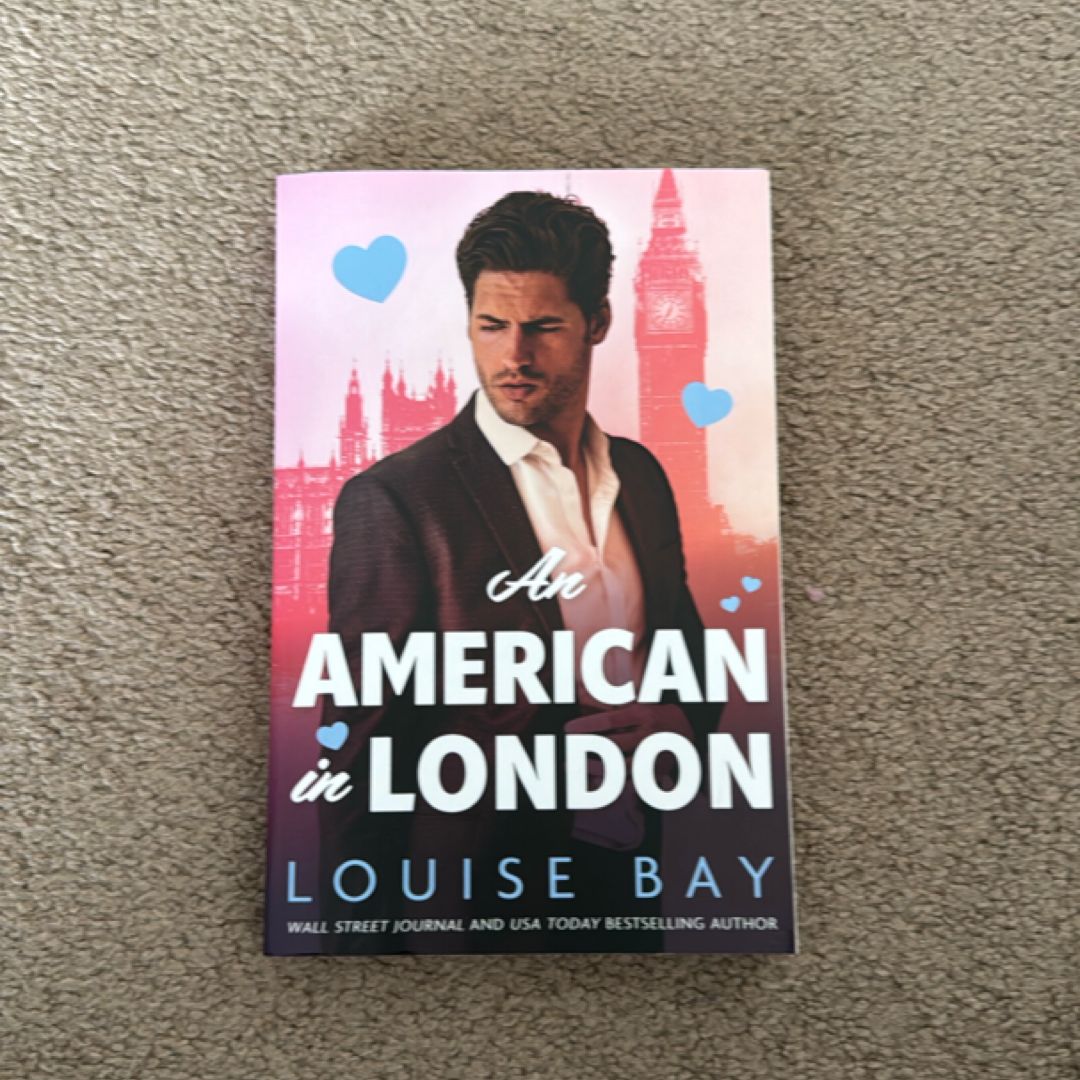 An
AMERICAN
in LONDON
LOUISE BAY
WALL STREET JOURNAL AND USA TODAY BESTSELLING AUTHOR